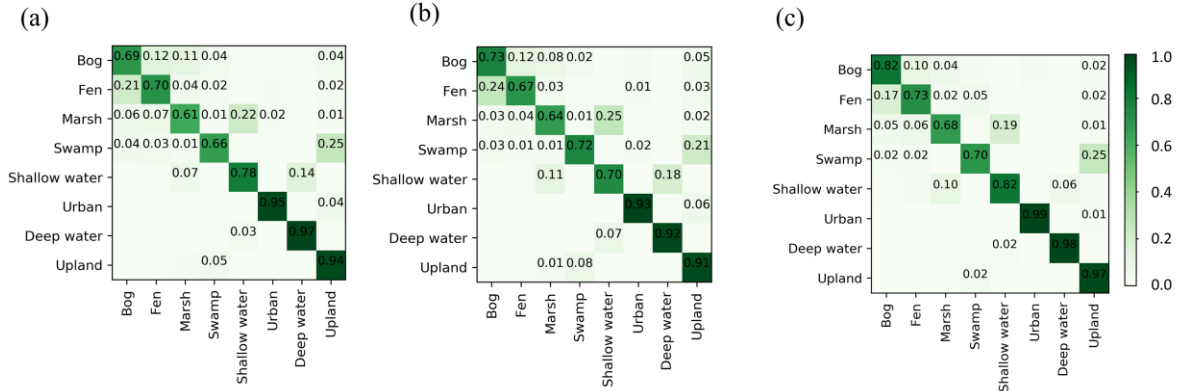 (a)
Bog 0.69 0.12 0.11 0.04 0.04
Fen 0.21 0.70 0.04 0.02 0.02
Marsh 0.06 0.07 0.61 0.01 0.22 0.02 0.01
Swamp 0.04 0.03 0.01 0.66 0.25
Shallow water 0.07 0.78 0.14
Urban 0.95 0.04
Deep water 0.03 0.97
Upland 0.05 0.94
Bog Fen Marsh Swamp Shallow water Urban Deep water Upland
(b)
Bog 0.73 0.12 0.08 0.02 0.05
Fen 0.24 0.67 0.03 0.01 0.03
Marsh 0.03 0.04 0.64 0.01 0.25 0.02
Swamp 0.03 0.01 0.01 0.72 0.02 0.21
Shallow water 0.11 0.70 0.18
Urban 0.93 0.06
Deep water 0.07 0.92
Upland 0.01 0.08 0.91
Bog Fen Marsh Swamp Shallow water Urban Deep water Upland
(c)
Bog 0.82 0.10 0.04 0.02
Fen 0.17 0.73 0.02 0.05 0.02
Marsh 0.05 0.06 0.68 0.19 0.01
Swamp 0.02 0.02 0.70 0.25
Shallow water 0.10 0.82 0.06
Urban 0.99 0.01
Deep water 0.02 0.98
Upland 0.02 0.97
Bog Fen Marsh Swamp Shallow water Urban Deep water Upland
1.0
0.8
0.6
0.4
0.2
0.0